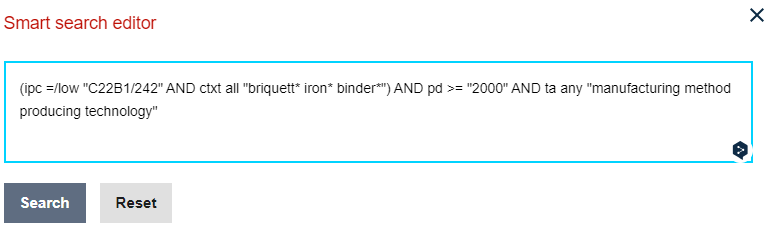 Smart search editor
(ipc =/low "C22B1/242" AND ctxt all "briquett* iron* binder*") AND pd >= "2000" AND ta any "manufacturing method
producing technology"
Search
Reset